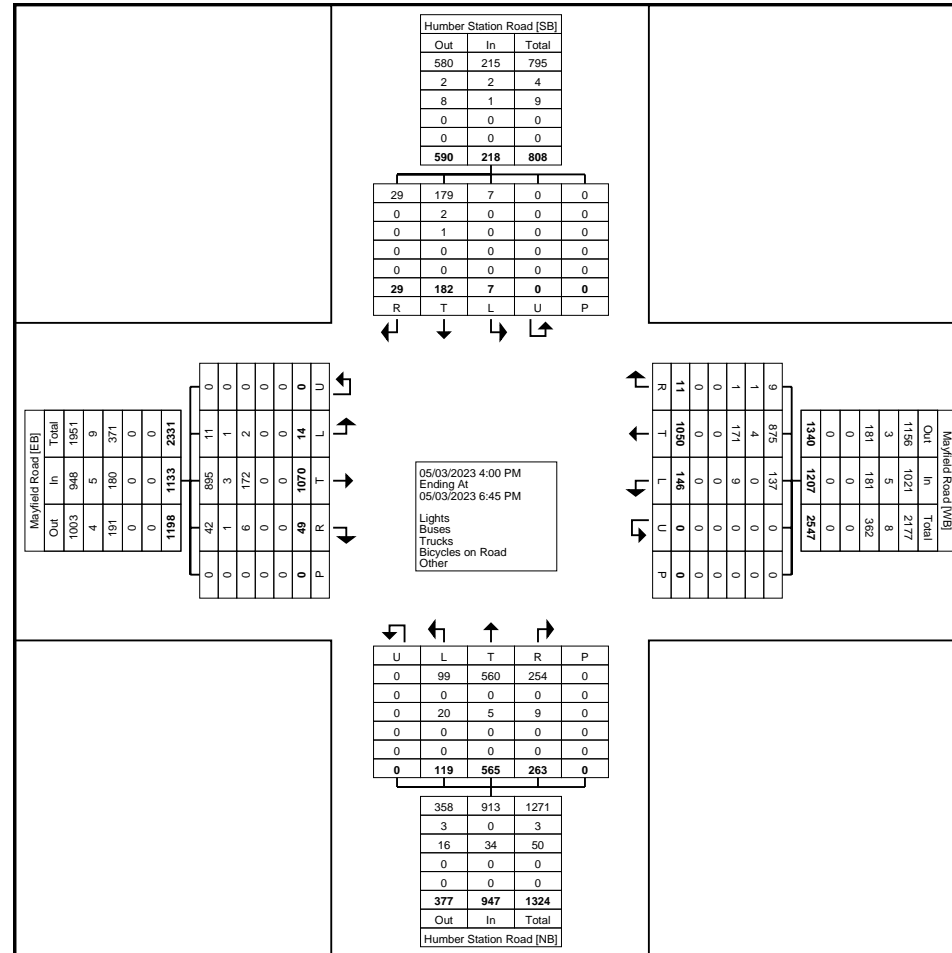 Humber Station Road [SB]
Out In Total
580 215 795
2 2 4
8 1 9
0 0 0
0 0 0
590 218 808
29 179 7 0 0
0 2 0 0 0
0 1 0 0 0
0 0 0 0 0
0 0 0 0 0
29 182 7 0 0
R T L U P
Mayfield Road [EB]
Out In Total
1003 948 1951
4 5 9
191 180 371
0 0 0
0 0 0
1198 1133 2331
0 42 895 11 0
0 1 3 1 0
0 6 172 2 0
0 0 0 0 0
0 0 0 0 0
0 49 1070 14 0
P R T L U
05/03/2023 4:00 PM
Ending At
05/03/2023 6:45 PM
Lights
Buses
Trucks
Bicycles on Road
Other
Mayfield Road [WB]
Out In Total
1156 1021 2177
3 5 8
181 181 362
0 0 0
0 0 0
1340 1207 2547
9 875 137 0 0
1 4 0 0 0
1 171 9 0 0
0 0 0 0 0
0 0 0 0 0
11 1050 146 0 0
R T L U P
U L T R P
0 99 560 254 0
0 0 0 0 0
0 20 5 9 0
0 0 0 0 0
0 0 0 0 0
0 119 565 263 0
358 913 1271
3 0 3
16 34 50
0 0 0
0 0 0
377 947 1324
Out In Total
Humber Station Road [NB]